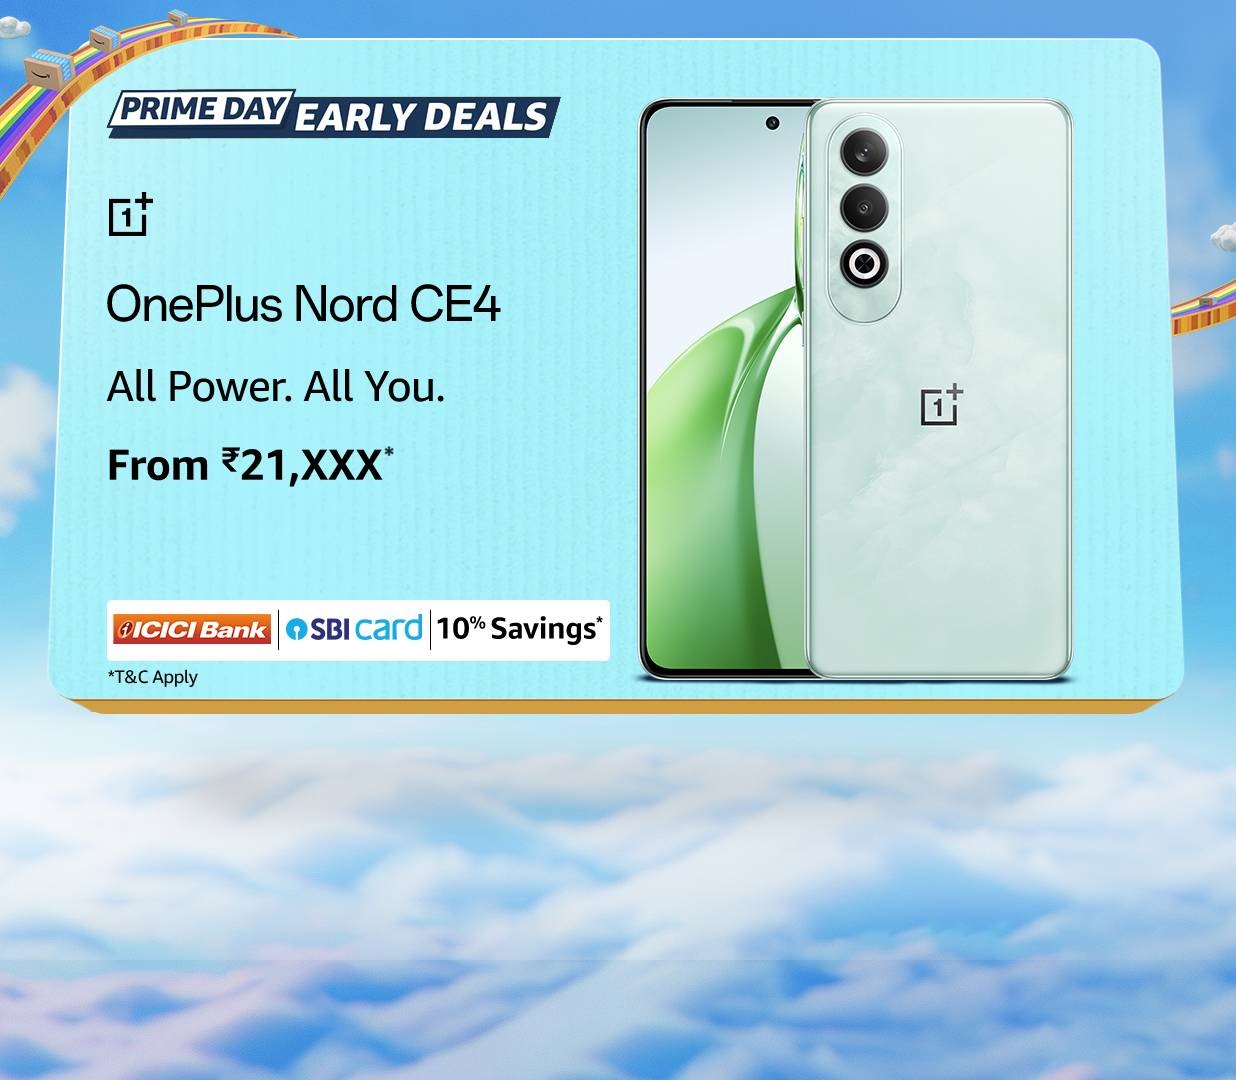 PRIME DAY EARLY DEALS
OnePlus Nord CE4
All Power. All You.
From ₹21,XXX*
ICICI Bank | SBI card | 10% Savings*
*T&C Apply